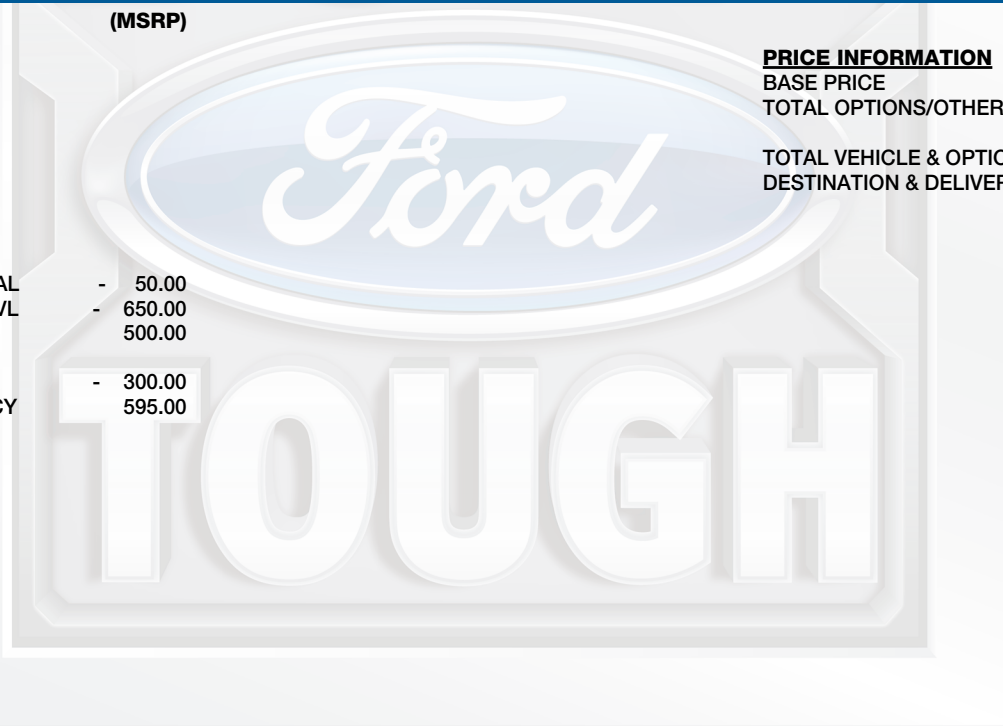 (MSRP)
PRICE INFORMATION
BASE PRICE
TOTAL OPTIONS/OTHER
TOTAL VEHICLE & OPTIO
DESTINATION & DELIVER
AL - 50.00
VL - 650.00
500.00
- 300.00
CY 595.00
Ford
TOUGH